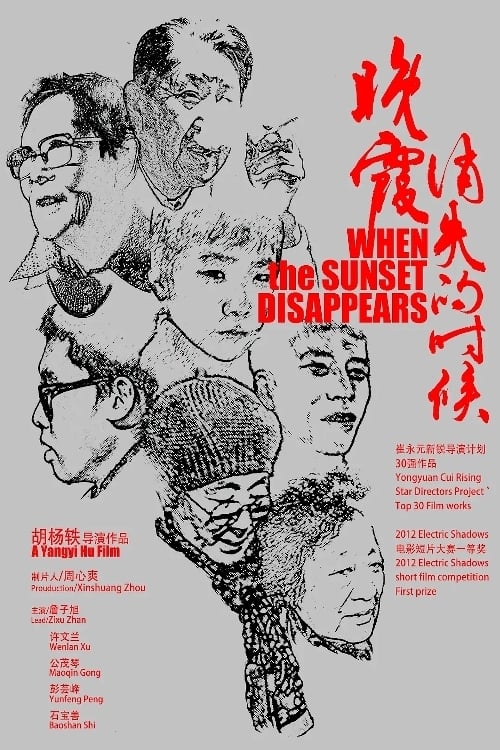 晚霞
消失的时候
WHEN
the SUNSET
DISAPPEARS
崔永元新锐导演计划
30强作品
Yongyuan Cui Rising
Star Directors Project`
Top 30 Film works
2012 Electric Shadows
电影短片大赛一等奖
2012 Electric Shadows
short film competition
First prize
胡杨轶导演作品
A Yangyi Hu Film
制片人/周心爽
Prouduction/Xinshuang Zhou
主演/詹子旭
Lead/Zixu Zhan
许文兰
Wenlan Xu
公茂琴
Maoqin Gong
彭芸峰
Yunfeng Peng
石宝善
Baoshan Shi